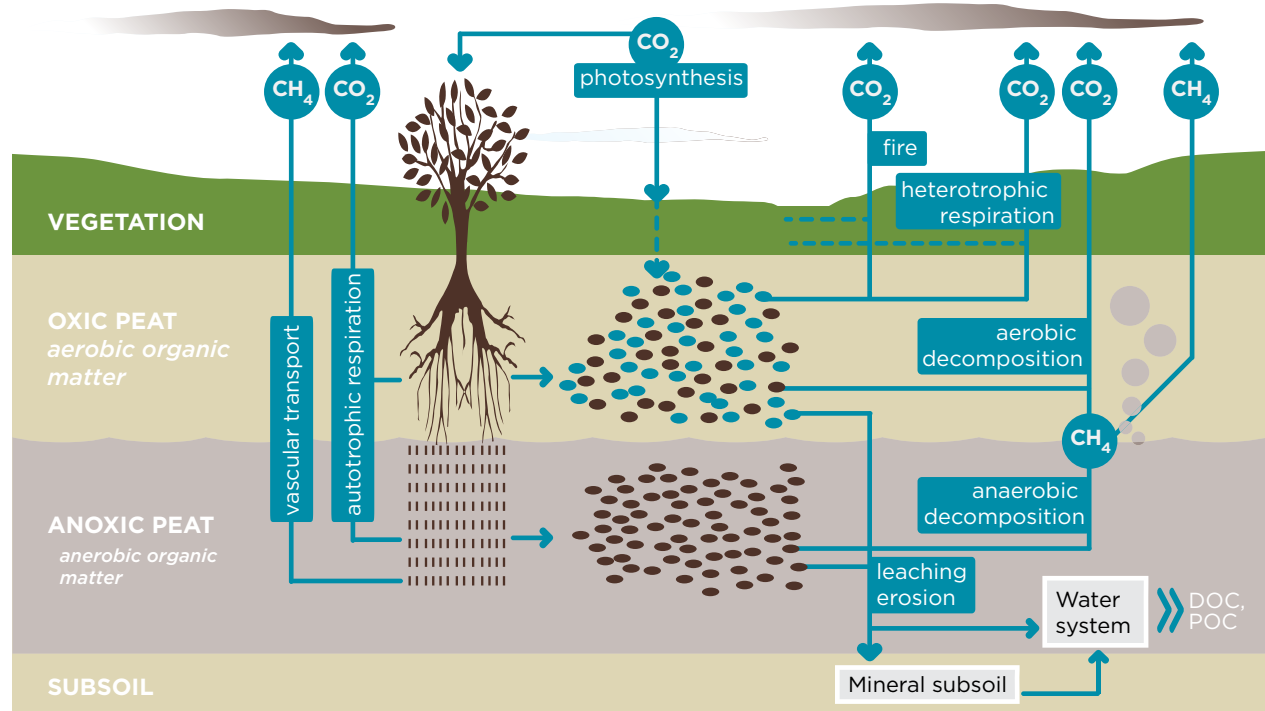 CO₂
photosynthesis
CH₄
CO₂
CO₂
CO₂
CO₂
CH₄
fire
heterotrophic
respiration
VEGETATION
OXIC PEAT
aerobic organic
matter
vascular transport
autotrophic respiration
aerobic
decomposition
CH₄
anaerobic
decomposition
ANOXIC PEAT
anerobic organic
matter
leaching
erosion
Water
system
DOC,
POC
Mineral subsoil
SUBSOIL